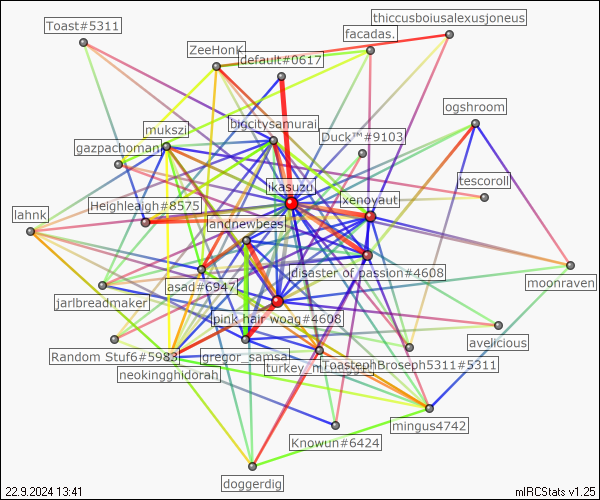 thiccusboiusalexusjoneus
Toast#5311
facadas.
ZeeHonk
default#0617
ogshroom
bigcitysamurai
mukszi
Duck™#9103
gazpachoman
tescoroll
ikasuzu
xenoyaut
Heighleaigh#8575
lahnk
landnewbees
disaster of passion#4608
moonraven
asad#6947
jarlbreadmaker
pink hair woag#4608
avelicious
Random Stuf6#5983
gregor_samsa
ToastephBroseph5311#5311
neokingghidorah
mingus4742
Knowun#6424
doggerdig
22.9.2024 13:41
mIRCStats v1.25